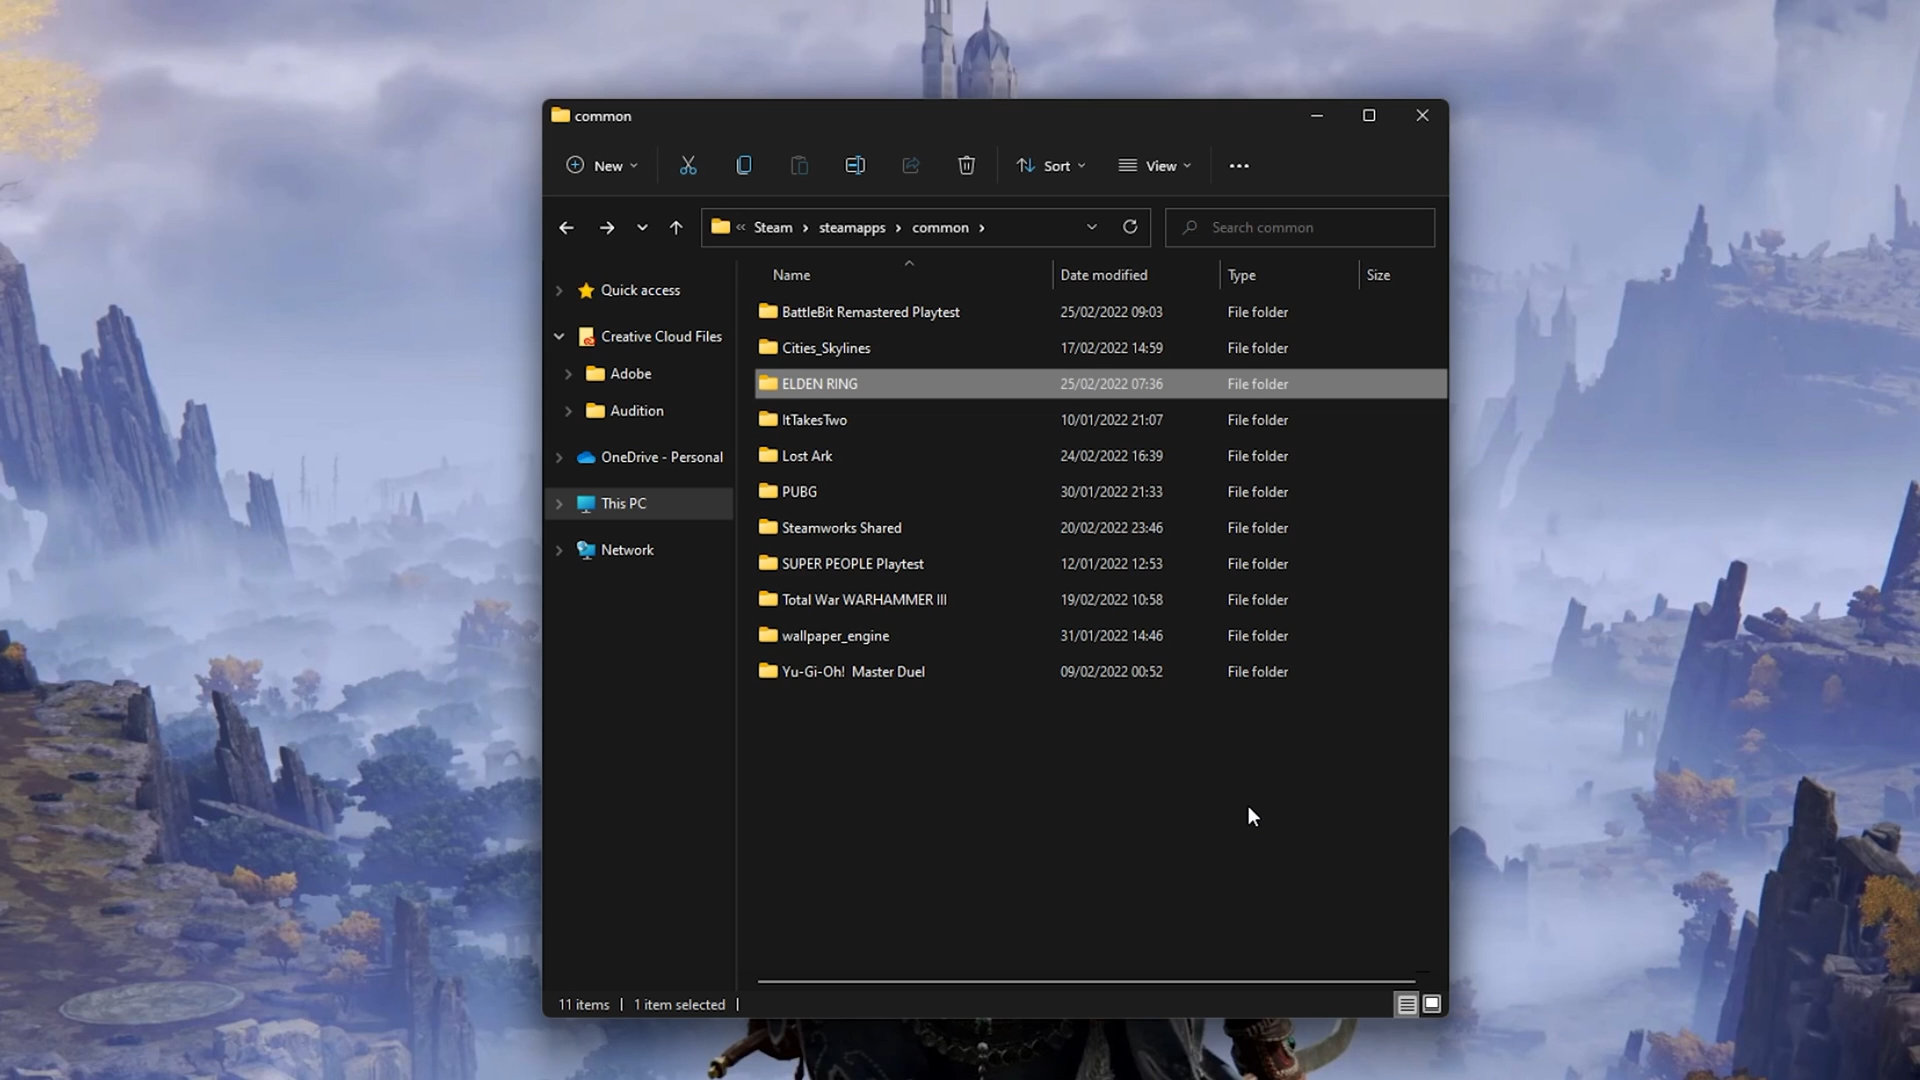 common
New
Sort
View
« Steam > steamapps > common >
Search common
Name Date modified Type Size
Quick access
Creative Cloud Files
Adobe
Audition
OneDrive - Personal
This PC
Network
BattleBit Remastered Playtest 25/02/2022 09:03 File folder
Cities_Skylines 17/02/2022 14:59 File folder
ELDEN RING 25/02/2022 07:36 File folder
ItTakesTwo 10/01/2022 21:07 File folder
Lost Ark 24/02/2022 16:39 File folder
PUBG 30/01/2022 21:33 File folder
Steamworks Shared 20/02/2022 23:46 File folder
SUPER PEOPLE Playtest 12/01/2022 12:53 File folder
Total War WARHAMMER III 19/02/2022 10:58 File folder
wallpaper_engine 31/01/2022 14:46 File folder
Yu-Gi-Oh!  Master Duel 09/02/2022 00:52 File folder
11 items | 1 item selected |